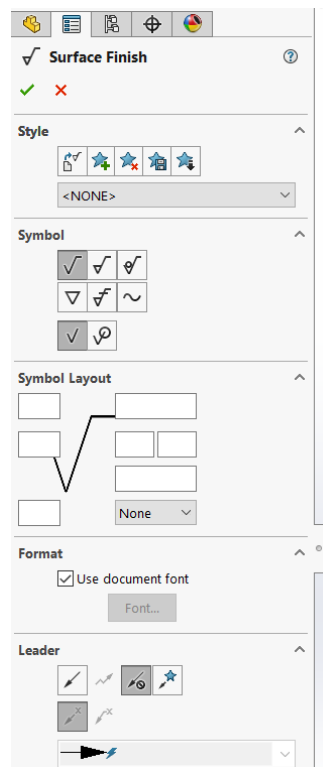 Surface Finish
Style
<NONE>
Symbol
Symbol Layout
None
Format
Use document font
Font...
Leader